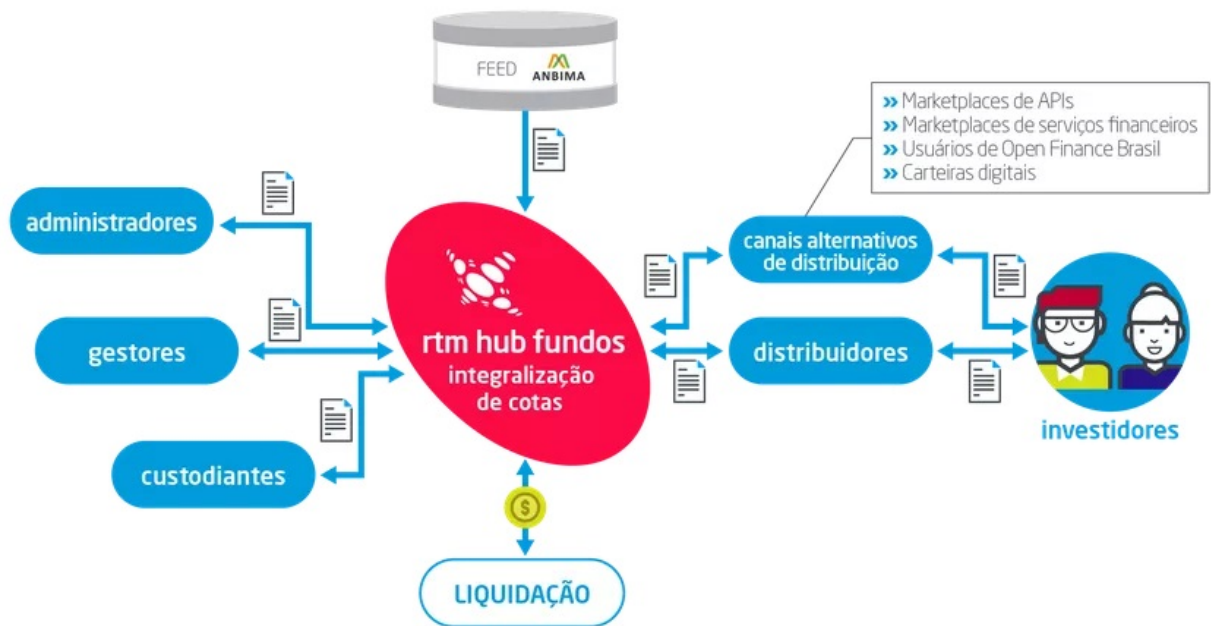 FEED ANBIMA
» Marketplaces de APIs
» Marketplaces de serviços financeiros
» Usuários de Open Finance Brasil
» Carteiras digitais
administradores
gestores
custodiantes
rtm hub fundos
integralização
de cotas
canais alternativos
de distribuição
distribuidores
investidores
$
LIQUIDAÇÃO